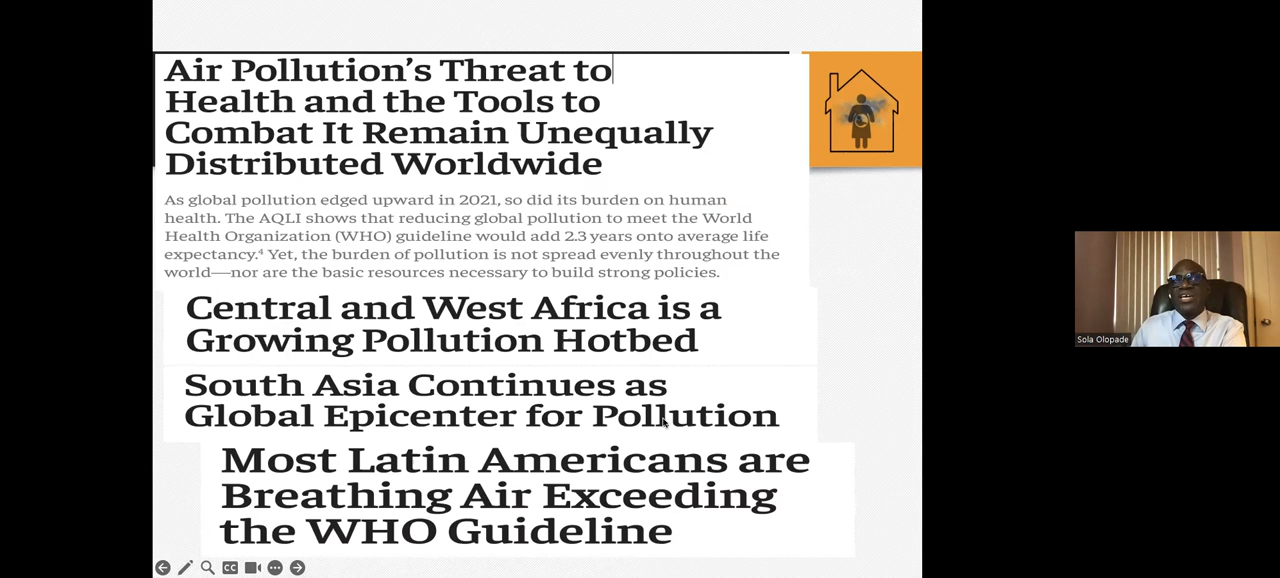 Air Pollution's Threat to
Health and the Tools to
Combat It Remain Unequally
Distributed Worldwide
As global pollution edged upward in 2021, so did its burden on human
health. The AQLI shows that reducing global pollution to meet the World
Health Organization (WHO) guideline would add 2.3 years onto average life
expectancy.⁴ Yet, the burden of pollution is not spread evenly throughout the
world—nor are the basic resources necessary to build strong policies.
Central and West Africa is a
Growing Pollution Hotbed
South Asia Continues as
Global Epicenter for Pollution
Most Latin Americans are
Breathing Air Exceeding
the WHO Guideline
CC
Sola Olopade